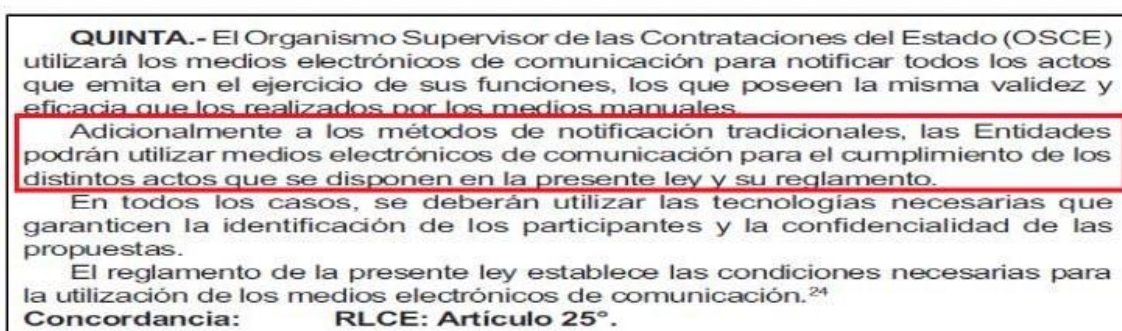 QUINTA.- El Organismo Supervisor de las Contrataciones del Estado (OSCE)
utilizará los medios electrónicos de comunicación para notificar todos los actos
que emita en el ejercicio de sus funciones, los que poseen la misma validez y
eficacia que los realizados por los medios manuales.
Adicionalmente a los métodos de notificación tradicionales, las Entidades
podrán utilizar medios electrónicos de comunicación para el cumplimiento de los
distintos actos que se disponen en la presente ley y su reglamento.
En todos los casos, se deberán utilizar las tecnologías necesarias que
garanticen la identificación de los participantes y la confidencialidad de las
propuestas.
El reglamento de la presente ley establece las condiciones necesarias para
la utilización de los medios electrónicos de comunicación.²⁴
Concordancia: RLCE: Artículo 25°.